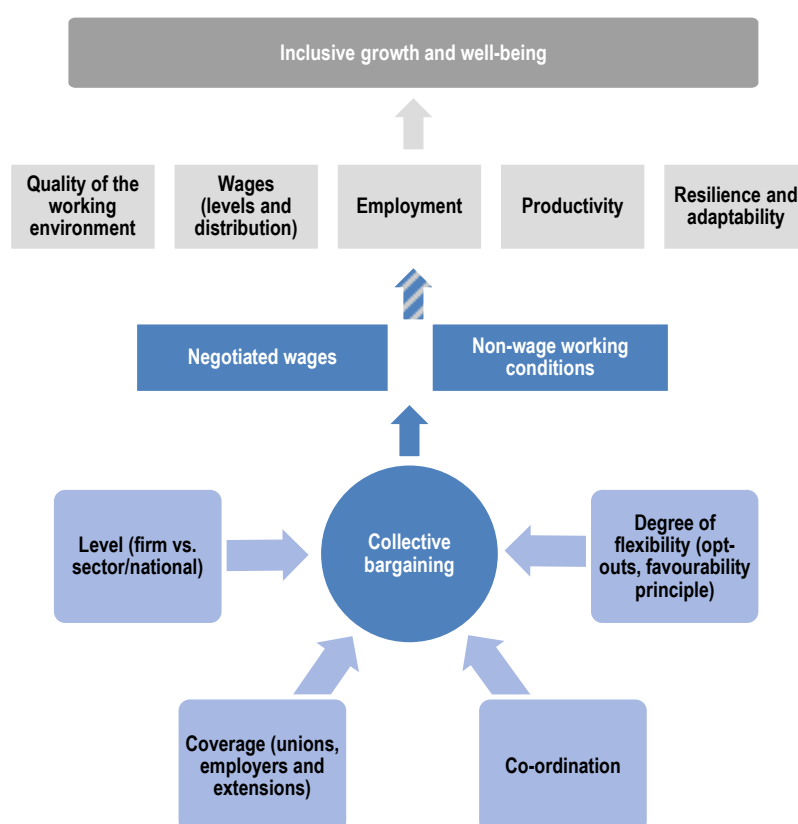 Inclusive growth and well-being
Quality of the
working
environment
Wages
(levels and
distribution)
Employment
Productivity
Resilience and
adaptability
Negotiated wages
Non-wage working
conditions
Level (firm vs.
sector/national)
Collective
bargaining
Degree of
flexibility (opt-
outs, favourability
principle)
Coverage (unions,
employers and
extensions)
Co-ordination